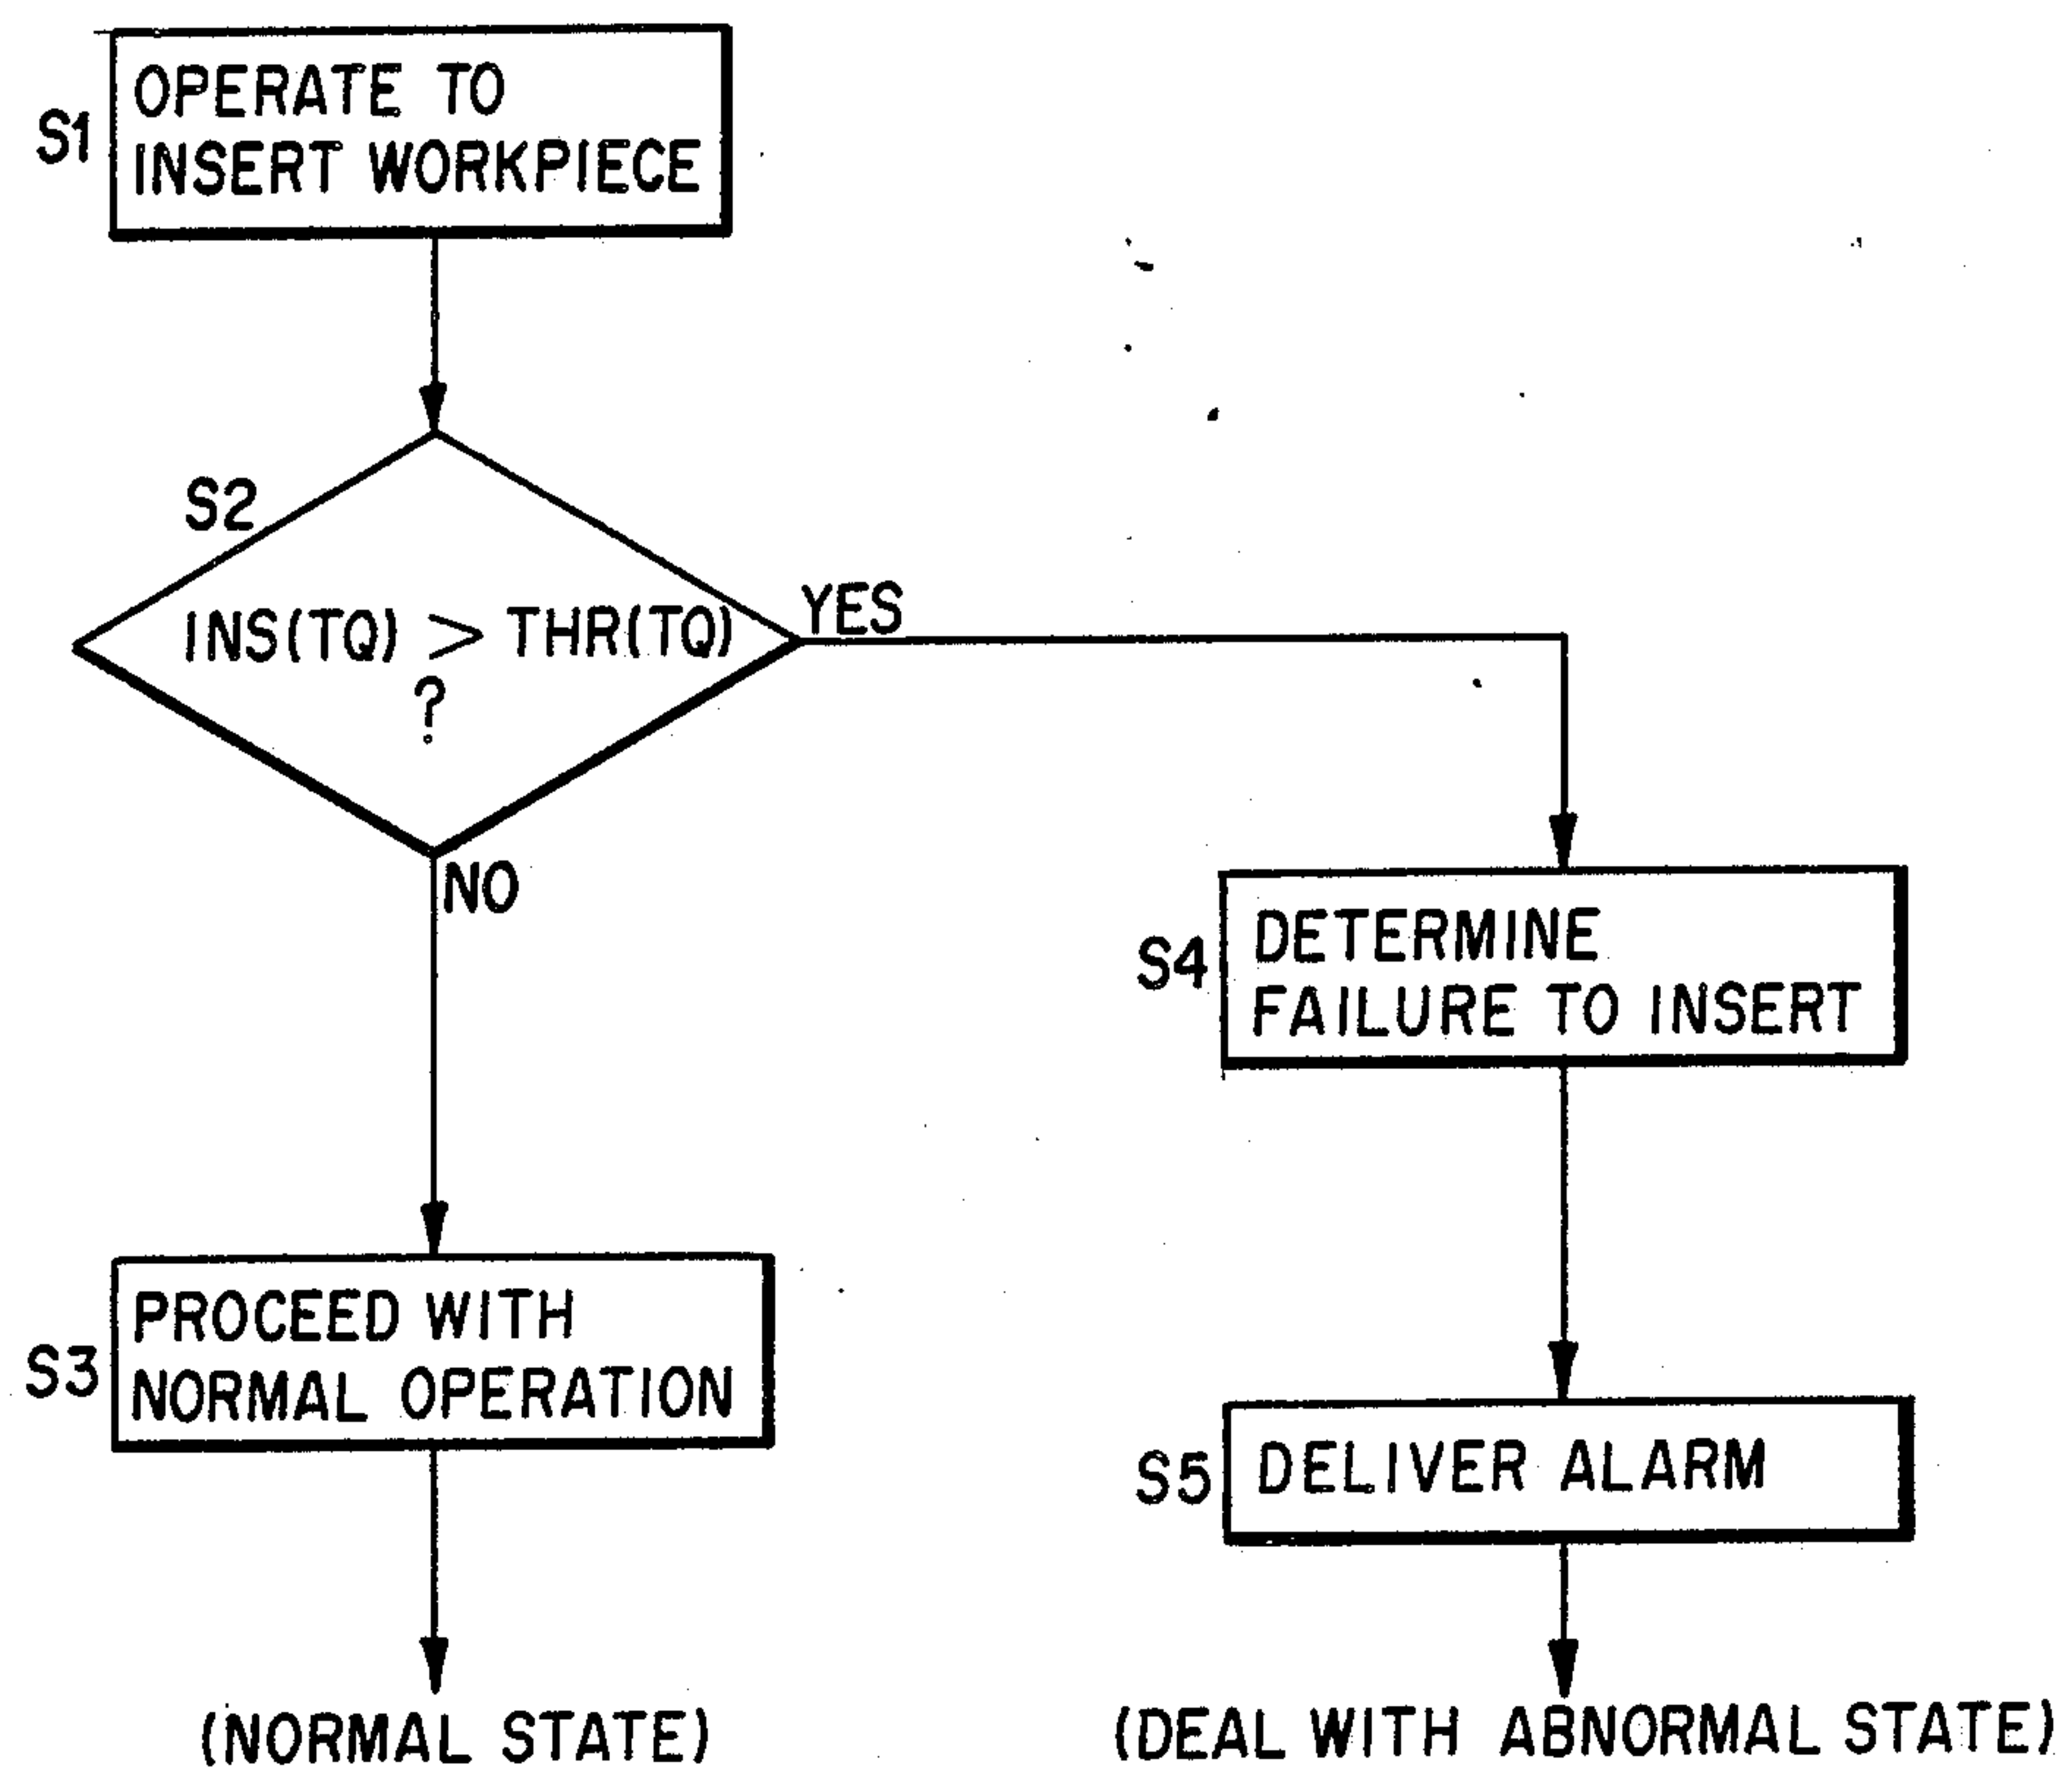 S1
OPERATE TO
INSERT WORKPIECE
S2
INS(TQ) > THR(TQ)
?
YES
NO
S4
DETERMINE
FAILURE TO INSERT
S3
PROCEED WITH
NORMAL OPERATION
S5
DELIVER ALARM
(NORMAL STATE)
(DEAL WITH ABNORMAL STATE)